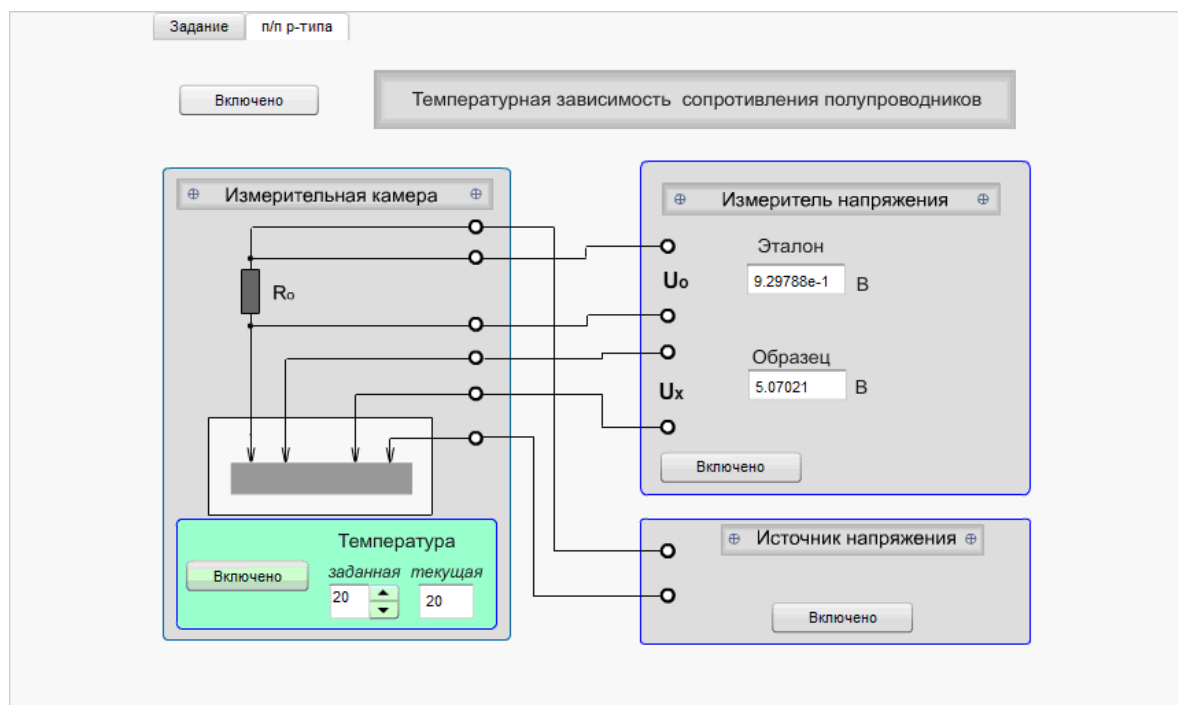 Задание
п/п p-типа
Включено
Температурная зависимость сопротивления полупроводников
Измерительная камера
Ro
Температура
Включено
заданная текущая
20
20
Измеритель напряжения
Эталон
Uo
9.29788e-1
В
Образец
Ux
5.07021
В
Включено
Источник напряжения
Включено